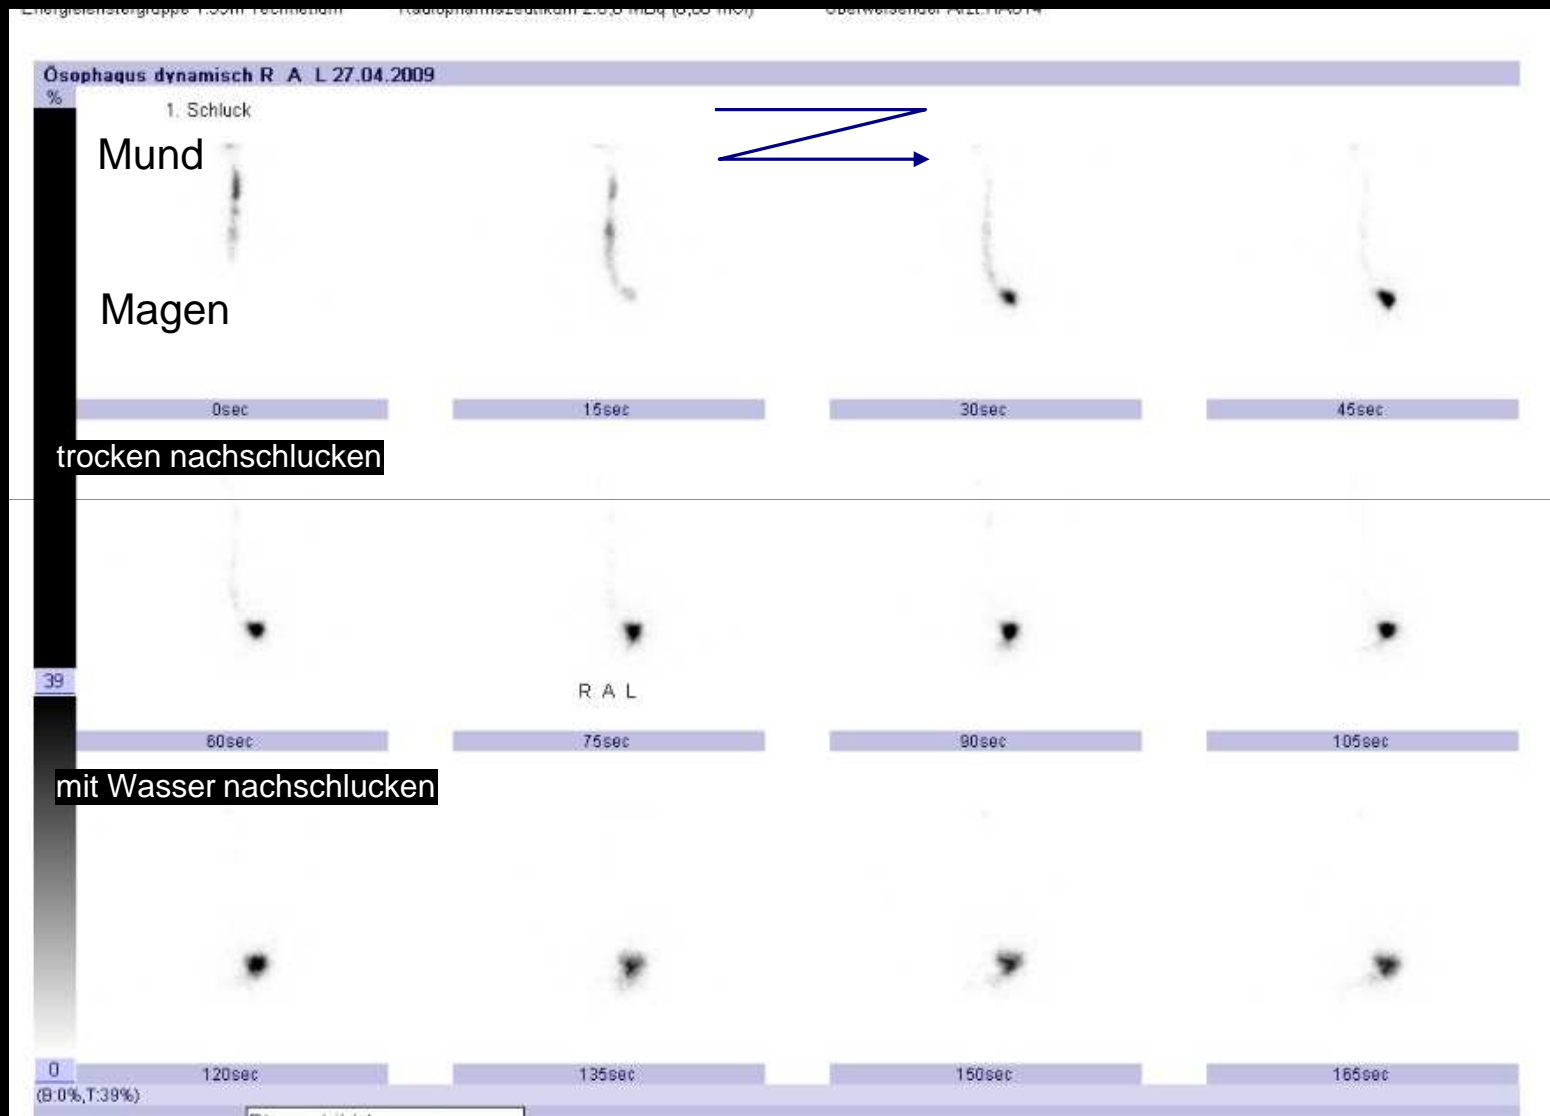 Ösophagus dynamisch R A L 27.04.2009
%
1. Schluck
Mund
Magen
0sec 15sec 30sec 45sec
trocken nachschlucken
39
R A L
60sec 75sec 90sec 105sec
mit Wasser nachschlucken
0
120sec 135sec 150sec 165sec
(B:0%,T:39%)